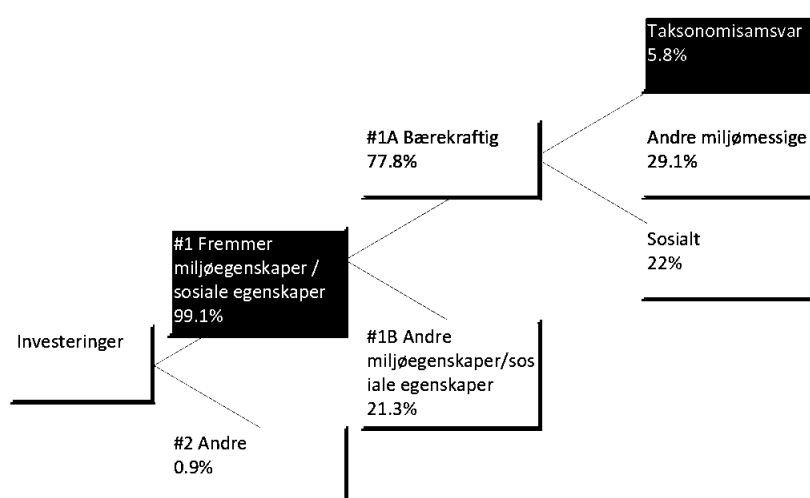 Taksonomisamsvar
5.8%
#1A Bærekraftig
77.8%
Andre miljømessige
29.1%
#1 Fremmer
miljøegenskaper /
sosiale egenskaper
99.1%
Sosialt
22%
Investeringer
#1B Andre
miljøegenskaper/sos
iale egenskaper
21.3%
#2 Andre
0.9%